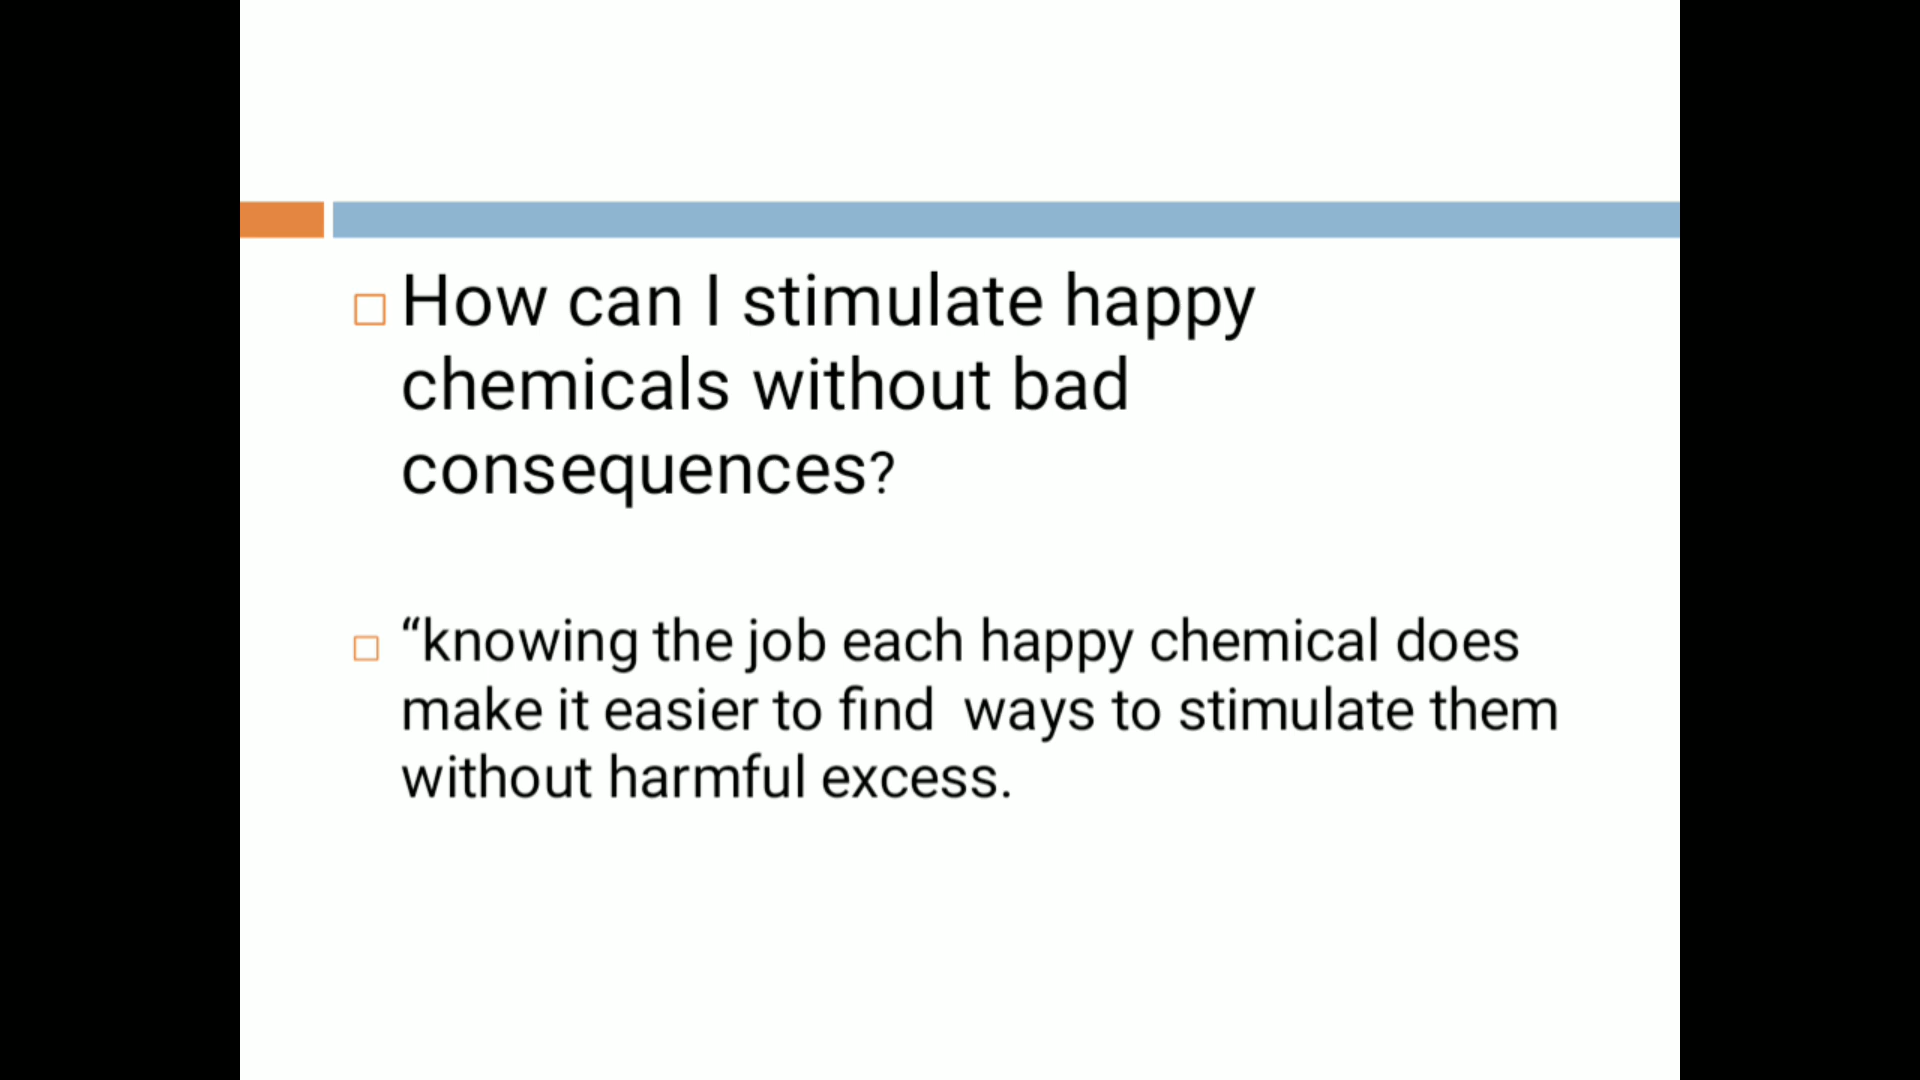 How can I stimulate happy
chemicals without bad
consequences?
“knowing the job each happy chemical does
make it easier to find  ways to stimulate them
without harmful excess.